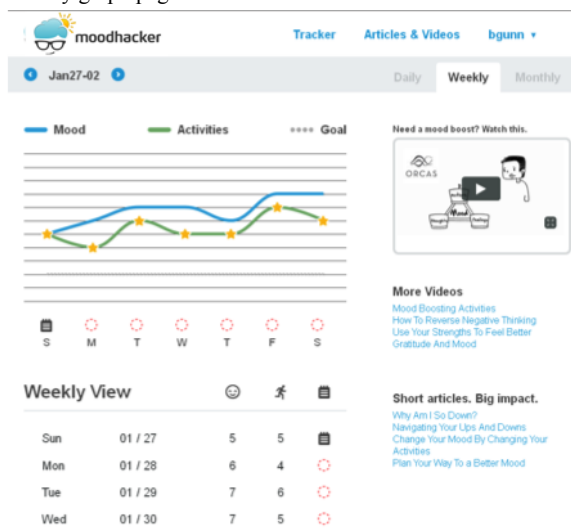 moodhacker
Tracker Articles & Videos bgunn
Jan27-02
Daily Weekly Monthly
Mood Activities Goal
S M T W T F S
Weekly View
Sun 01 / 27 5 5
Mon 01 / 28 6 4
Tue 01 / 29 7 6
Wed 01 / 30 7 5
Need a mood boost? Watch this.
ORCAS
Mood
More Videos
Mood Boosting Activities
How To Reverse Negative Thinking
Use Your Strengths To Feel Better
Gratitude And Mood
Short articles. Big impact.
Why Am I So Down?
Navigating Your Ups And Downs
Change Your Mood By Changing Your
Activities
Plan Your Way To a Better Mood